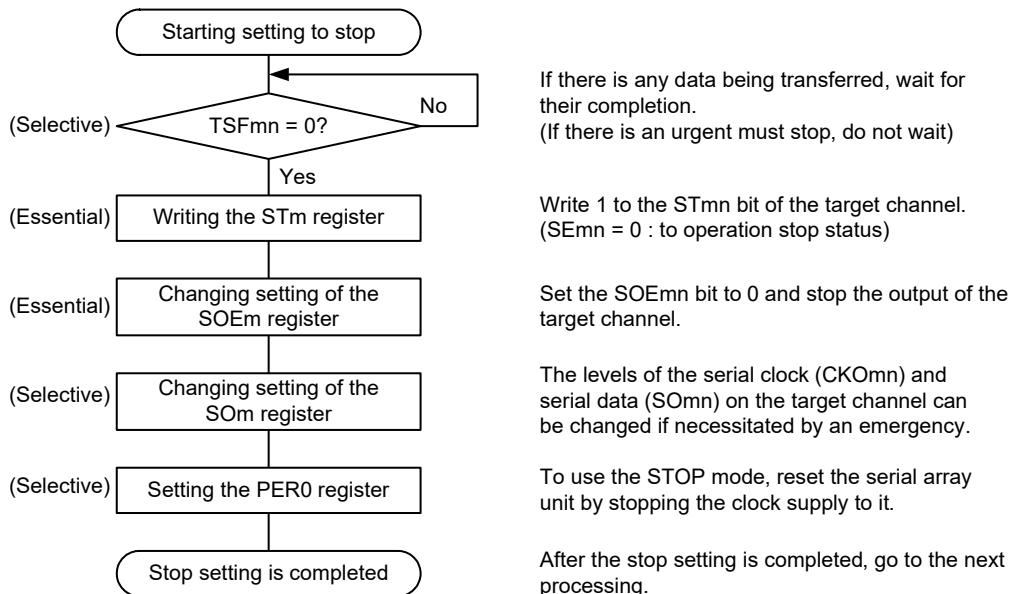 Starting setting to stop
No
(Selective)
TSFmn = 0?
If there is any data being transferred, wait for
their completion.
(If there is an urgent must stop, do not wait)
Yes
(Essential)
Writing the STm register
Write 1 to the STmn bit of the target channel.
(SEmn = 0 : to operation stop status)
(Essential)
Changing setting of the
SOEm register
Set the SOEmn bit to 0 and stop the output of the
target channel.
(Selective)
Changing setting of the
SOm register
The levels of the serial clock (CKOmn) and
serial data (SOmn) on the target channel can
be changed if necessitated by an emergency.
(Selective)
Setting the PER0 register
To use the STOP mode, reset the serial array
unit by stopping the clock supply to it.
Stop setting is completed
After the stop setting is completed, go to the next
processing.